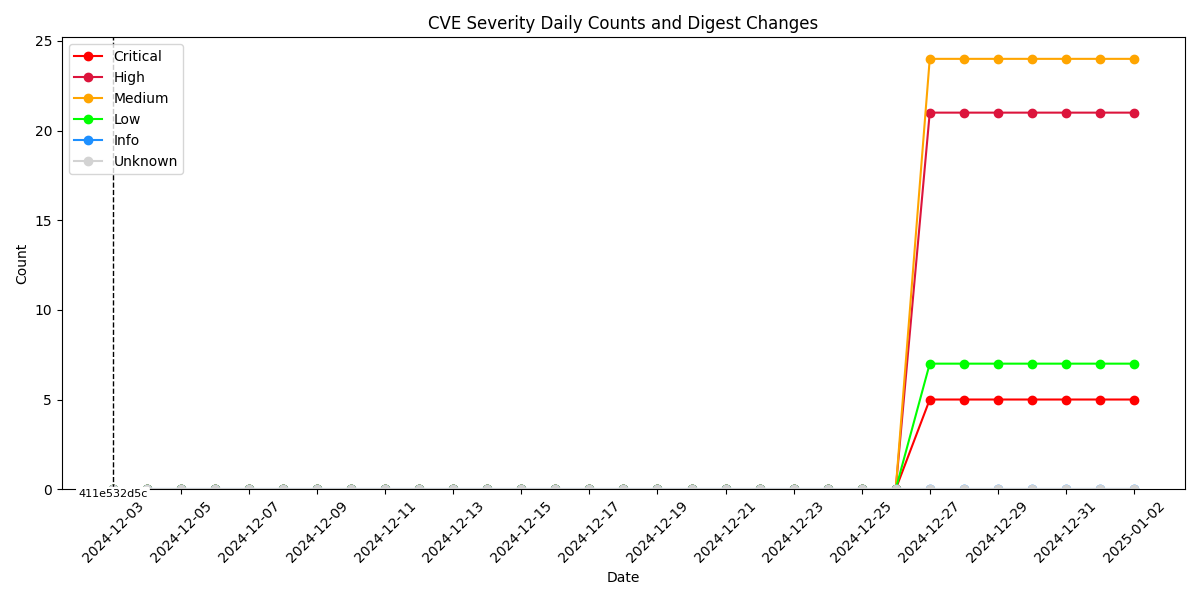 CVE Severity Daily Counts and Digest Changes
25
20
15
10
5
0
Count
Critical
High
Medium
Low
Info
Unknown
411e532d5c
2024-12-03
2024-12-05
2024-12-07
2024-12-09
2024-12-11
2024-12-13
2024-12-15
2024-12-17
2024-12-19
2024-12-21
2024-12-23
2024-12-25
2024-12-27
2024-12-29
2024-12-31
2025-01-02
Date